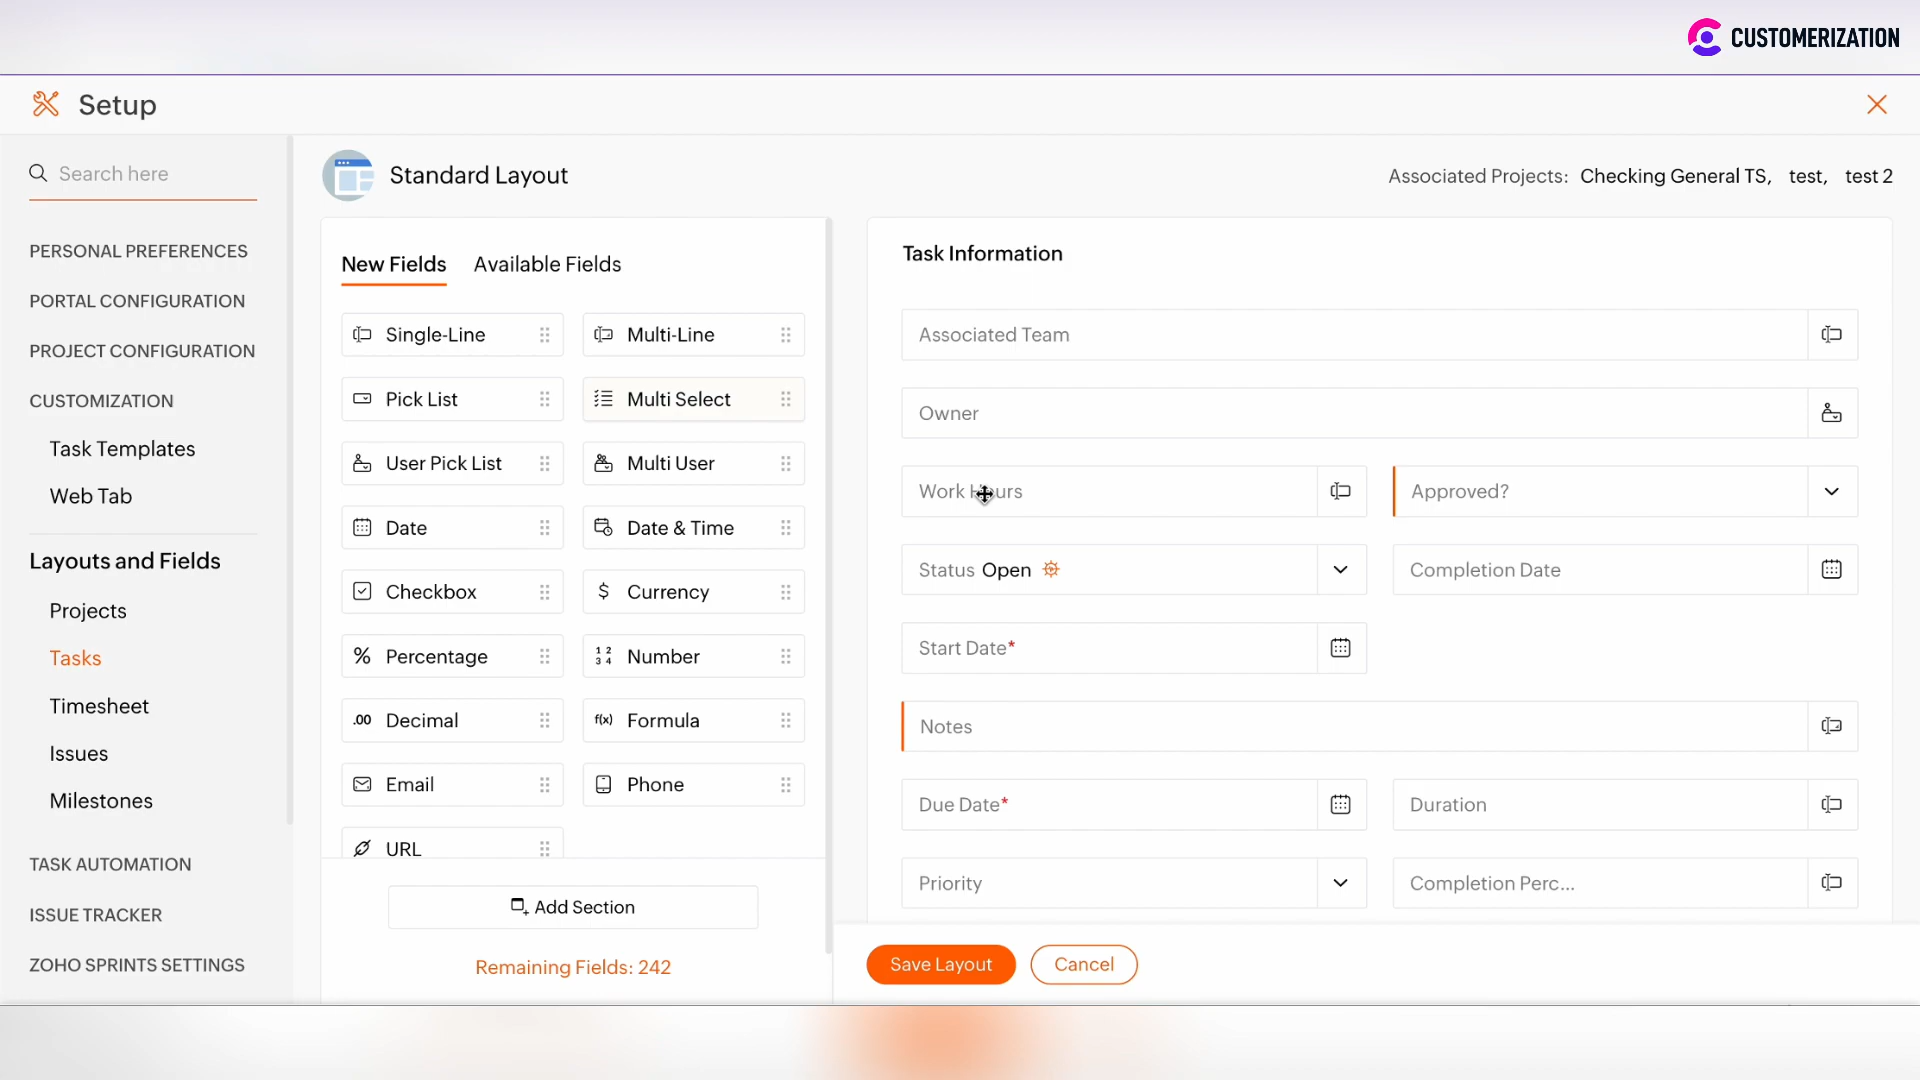 CUSTOMERIZATION
Setup
Search here
PERSONAL PREFERENCES
PORTAL CONFIGURATION
PROJECT CONFIGURATION
CUSTOMIZATION
Task Templates
Web Tab
Layouts and Fields
Projects
Tasks
Timesheet
Issues
Milestones
TASK AUTOMATION
ISSUE TRACKER
ZOHO SPRINTS SETTINGS
Standard Layout
Associated Projects: Checking General TS, test, test 2
New Fields Available Fields
Single-Line Multi-Line
Pick List Multi Select
User Pick List Multi User
Date Date & Time
Checkbox $ Currency
% Percentage 1 2 3 4 Number
.00 Decimal f(x) Formula
Email Phone
URL
Add Section
Remaining Fields: 242
Task Information
Associated Team
Owner
Work Hours Approved?
Status Open Completion Date
Start Date*
Notes
Due Date* Duration
Priority Completion Perc...
Save Layout Cancel